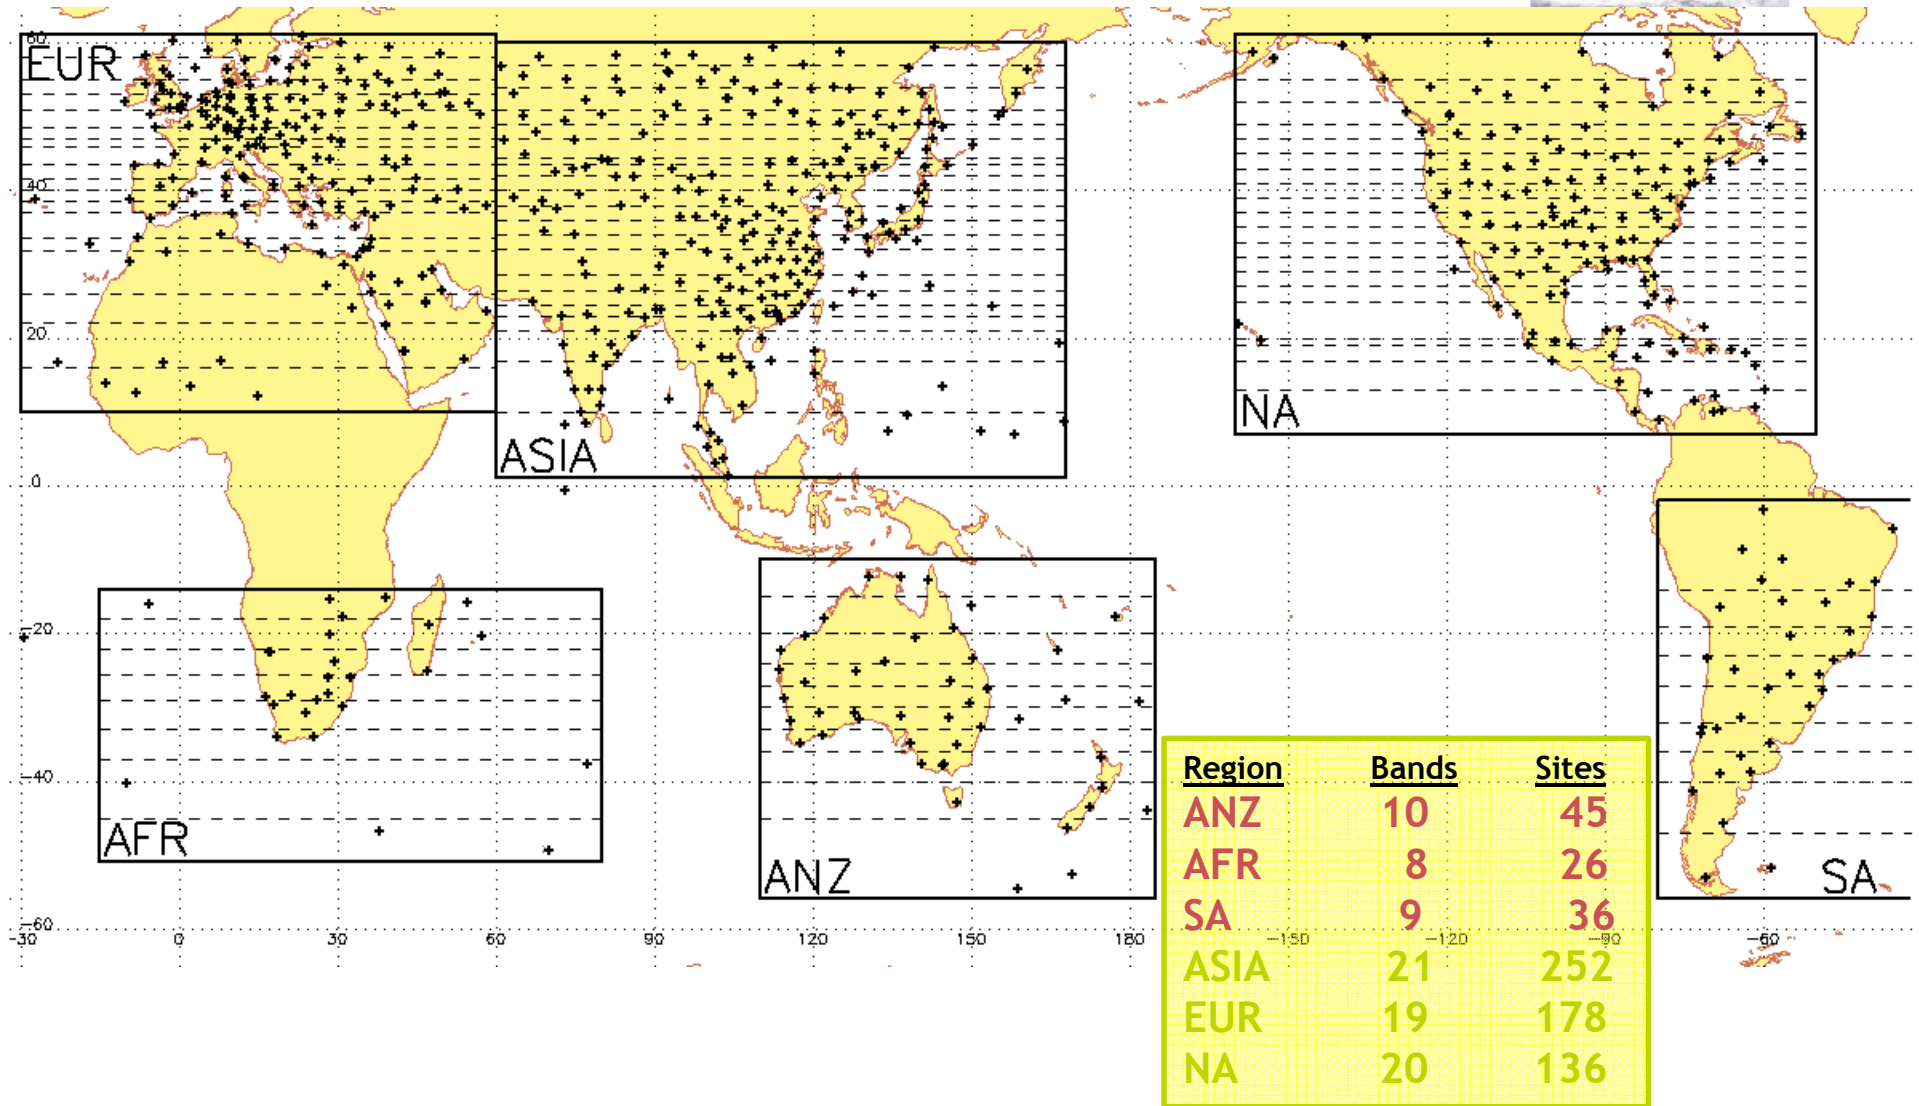 60
EUR
40
20
0
-20
-40
-60
ASIA
NA
AFR
ANZ
SA
-30 0 30 60 90 120 150 180 -150 -120 -90 -60
Region Bands Sites
ANZ 10 45
AFR 8 26
SA 9 36
ASIA 21 252
EUR 19 178
NA 20 136